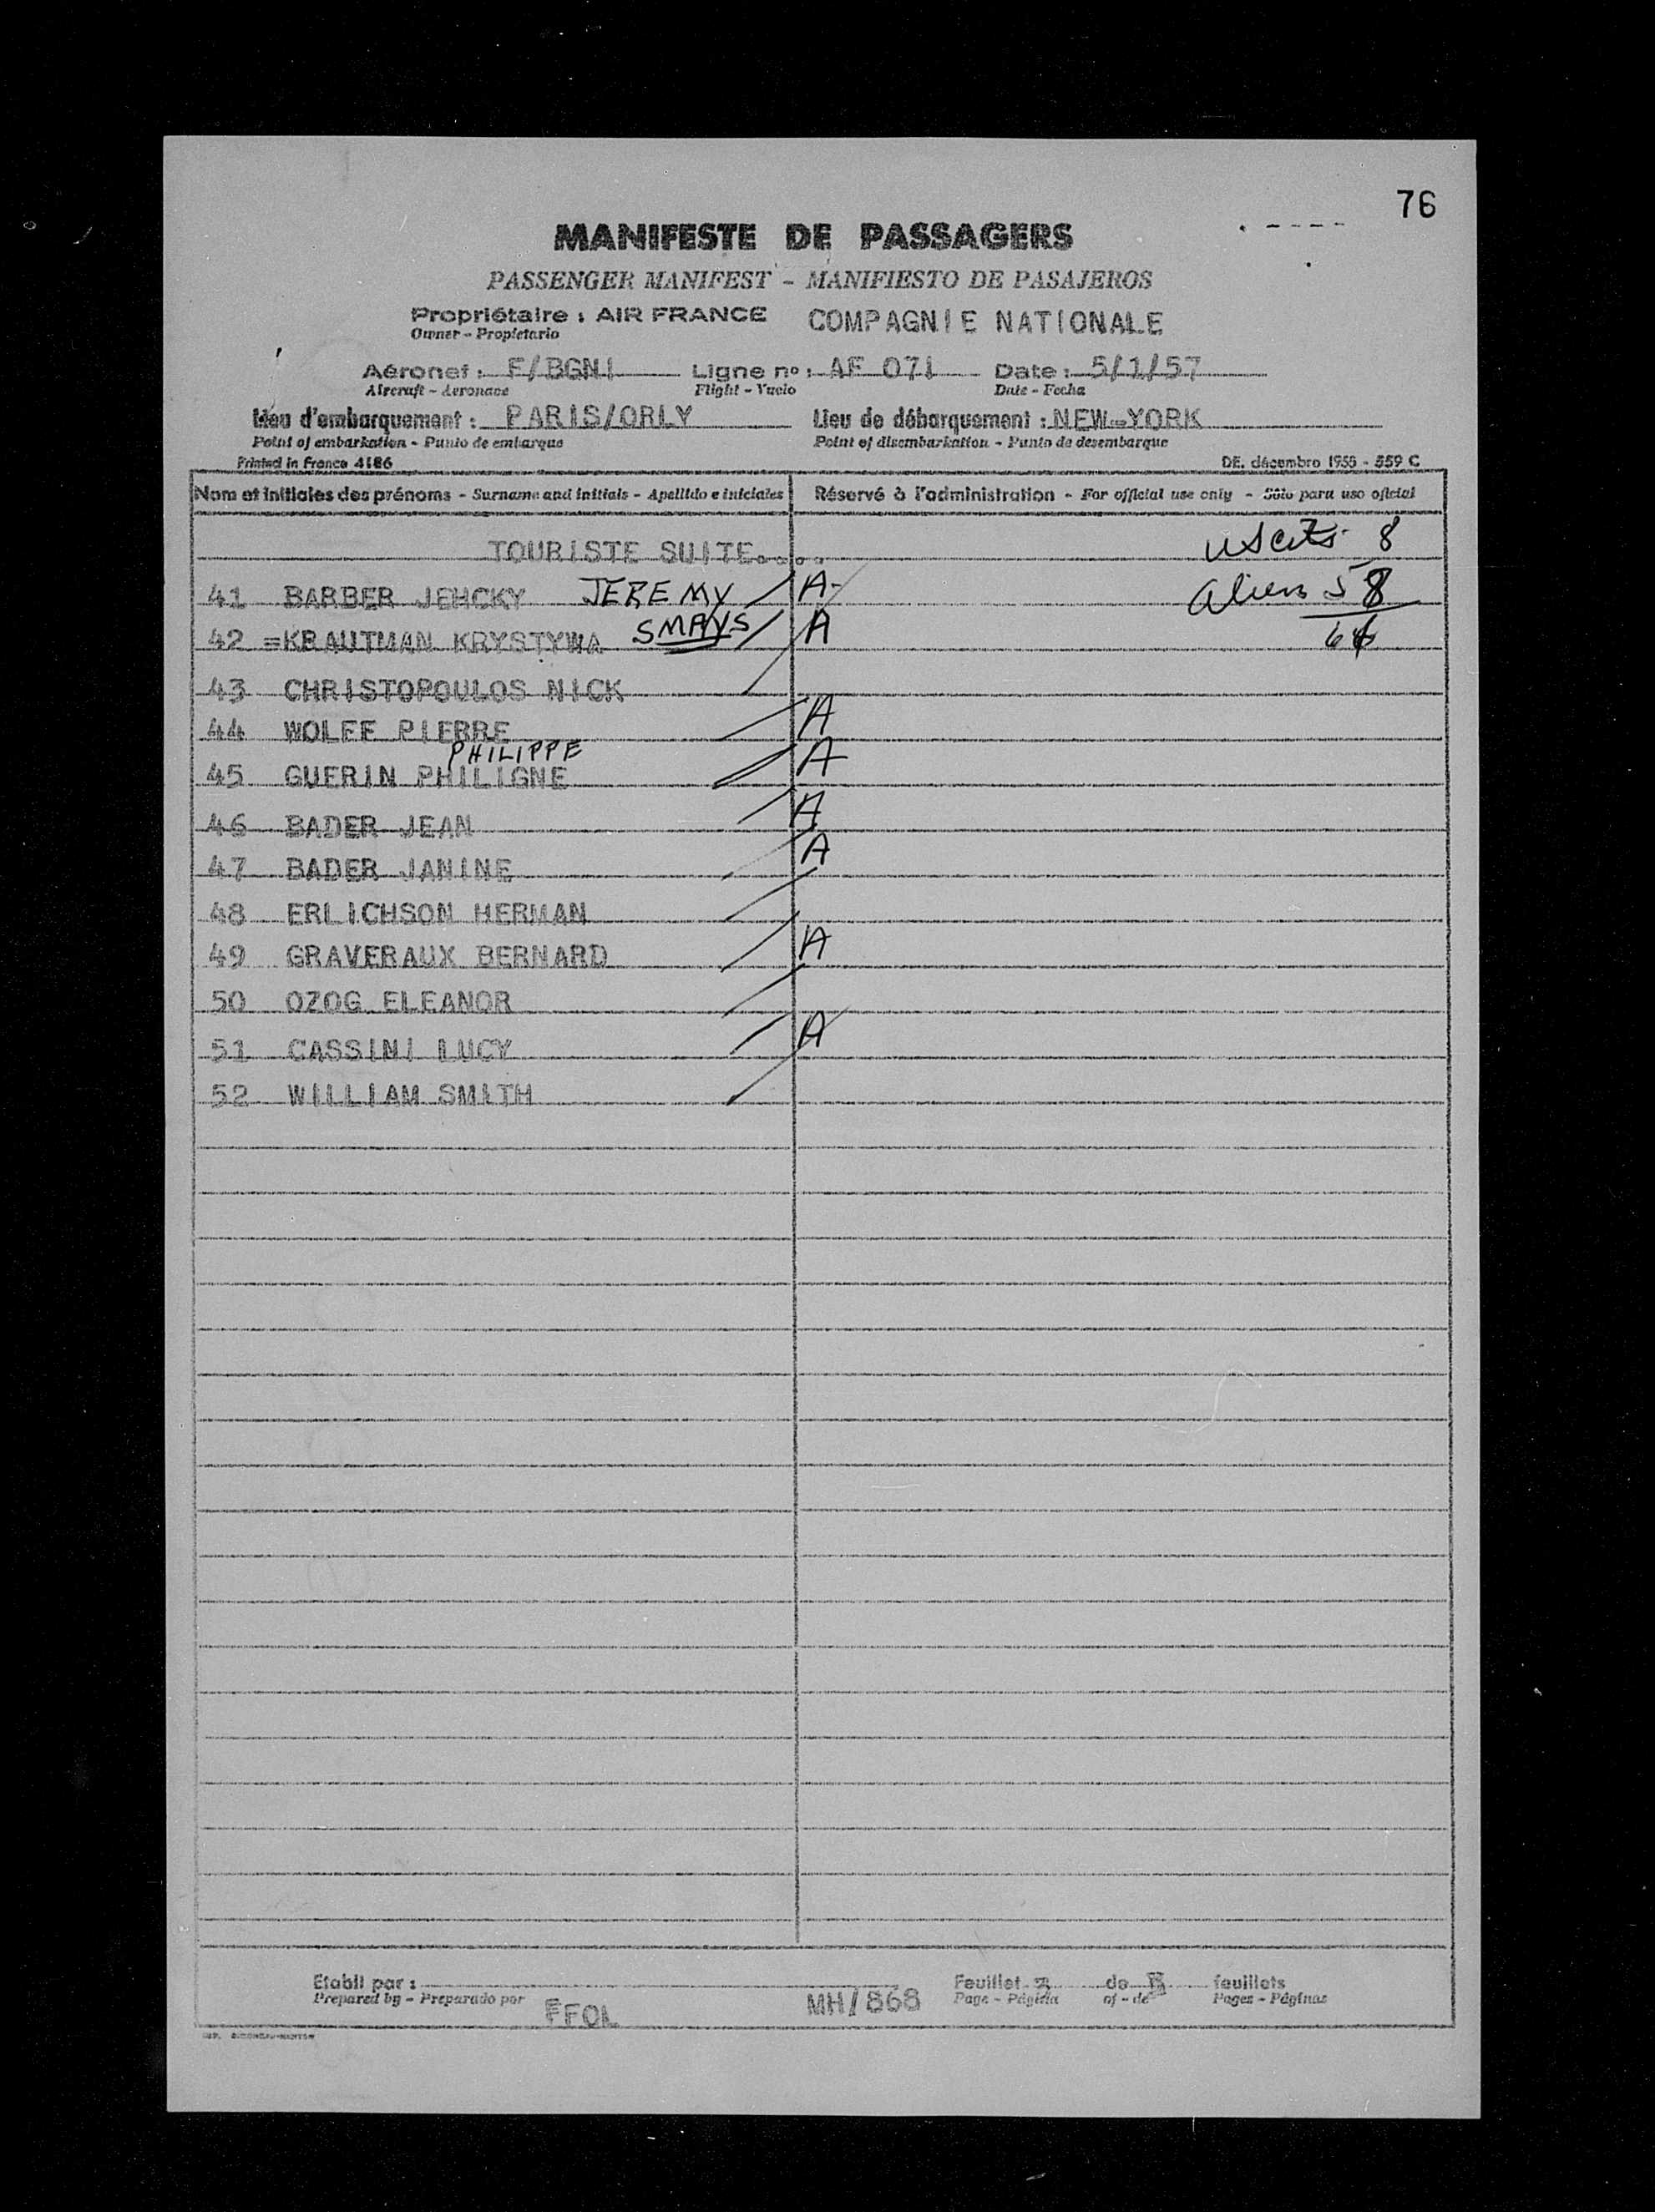 76
MANIFESTE DE PASSAGERS
PASSENGER MANIFEST - MANIFIESTO DE PASAJEROS
Propriétaire : AIR FRANCE COMPAGNIE NATIONALE
Owner - Propietario
Aéronef : F/BGNI Ligne nº : AF 071 Date : 5/1/57
Aircraft - Aeronave Flight - Vuelo Date - Fecha
Lieu d'embarquement : PARIS/ORLY Lieu de débarquement : NEW-YORK
Point of embarkation - Punto de embarque Point of disembarkation - Punto de desembarque
Printed in France 4186 DE. décembre 1955 - 559 C
Nom et initiales des prénoms - Surname and initials - Apellido e iniciales Réservé à l'administration - For official use only - Sólo para uso oficial
TOURISTE SUITE.... US cits. 8
41 BARBER JEHCKY JEREMY / A- Aliens 58
42 =KRAUTMAN KRYSTYWA SMAYS / A
43 CHRISTOPOULOS NICK /
44 WOLFF PIERRE / A
PHILIPPE
45 GUERIN PHILIGNE / A
46 BADER JEAN / A
47 BADER JANINE / A
48 ERLICHSON HERMAN /
49 GRAVERAUX BERNARD / A
50 OZOG ELEANOR /
51 CASSINI LUCY / A
52 WILLIAM SMITH /
Etabli par : Feuillet de feuillets
Prepared by - Preparado por FFOL MH/868 Page - Página of - de Pages - Páginas